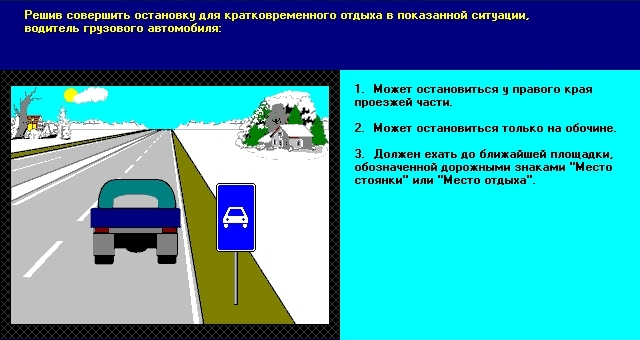 Решив совершить остановку для кратковременного отдыха в показанной ситуации,
водитель грузового автомобиля:
1. Может остановиться у правого края
проезжей части.
2. Может остановиться только на обочине.
3. Должен ехать до ближайшей площадки,
обозначенной дорожными знаками "Место
стоянки" или "Место отдыха".